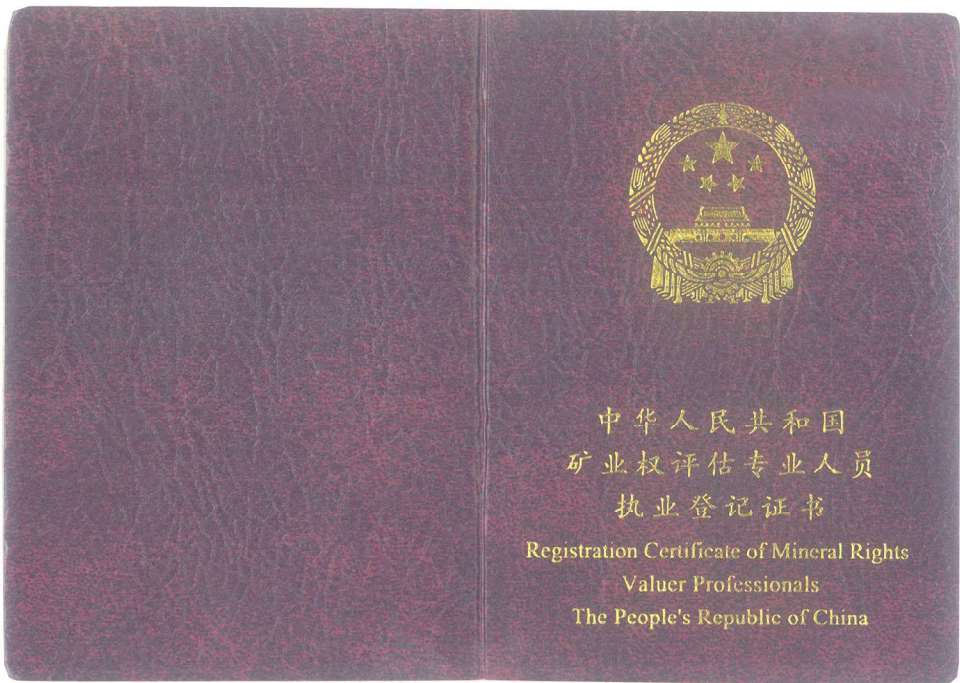 中华人民共和国
矿业权评估专业人员
执业登记证书
Registration Certificate of Mineral Rights
Valuer Professionals
The People's Republic of China